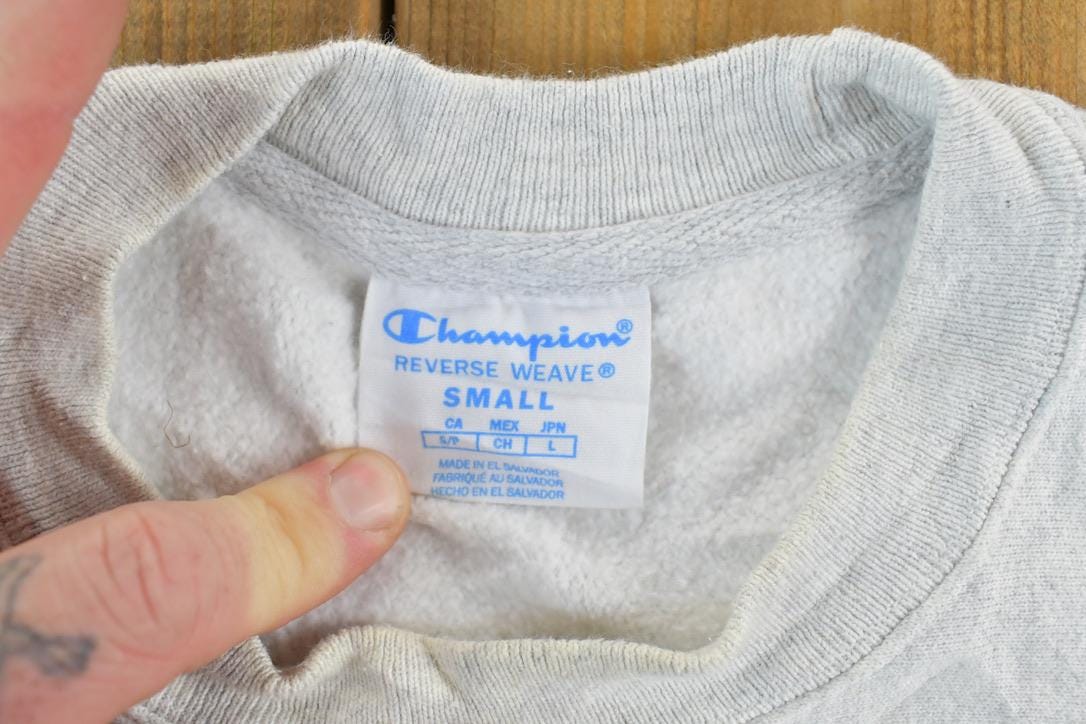 Champion®
REVERSE WEAVE®
SMALL
CA MEX JPN
S/P CH L
MADE IN EL SALVADOR
FABRIQUÉ AU SALVADOR
HECHO EN EL SALVADOR